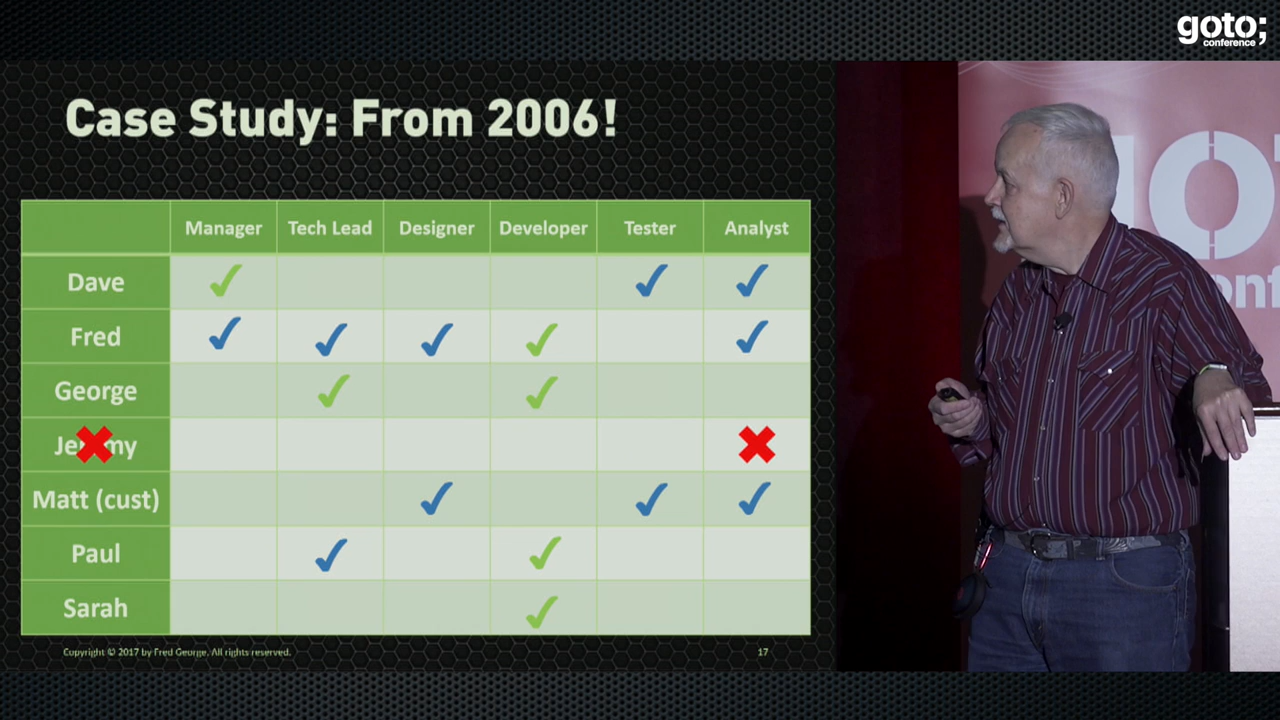 goto;
conference
Case Study: From 2006!
Manager Tech Lead Designer Developer Tester Analyst
Dave
Fred
George
Matt (cust)
Paul
Sarah
Copyright © 2017 by Fred George. All rights reserved.
17